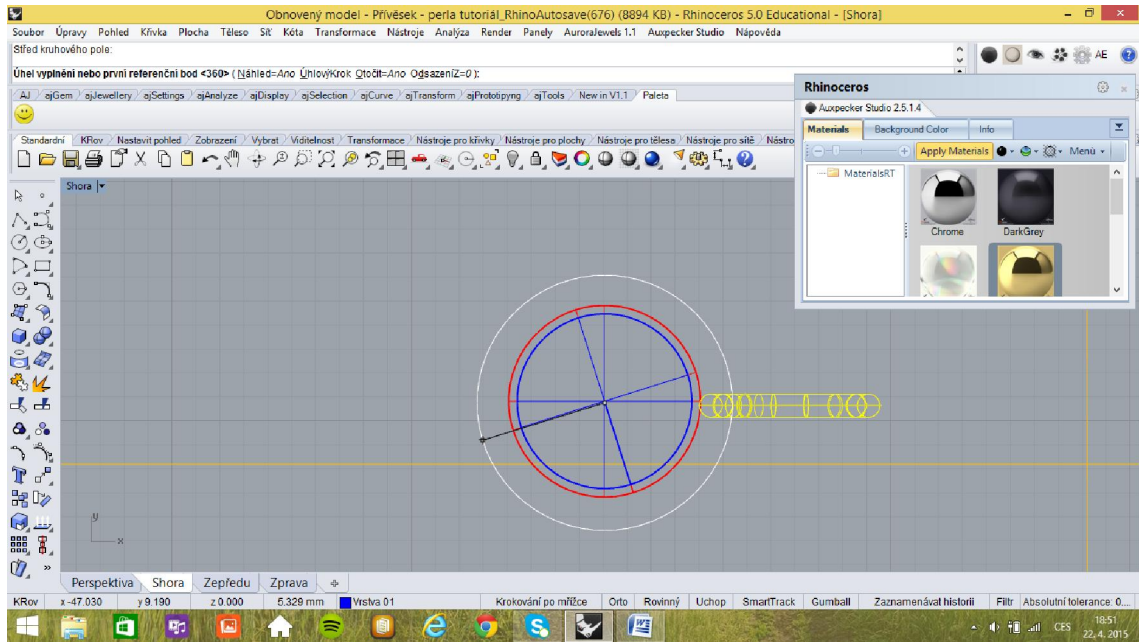 Obnovený model - Přívěsek - perla tutoriál_RhinoAutosave(676) (8894 KB) - Rhinoceros 5.0 Educational - [Shora]
Soubor Úpravy Pohled Křivka Plocha Těleso Síť Kóta Transformace Nástroje Analýza Render Panely AuroraJewels 1.1 Auxpecker Studio Nápověda
Střed kruhového pole:
Úhel vyplnění nebo první referenční bod <360> ( Náhled=Ano ÚhlovýKrok Otočit=Ano OdsazeníZ=0 ):
AE
AJ ajGem ajJewellery ajSettings ajAnalyze ajDisplay ajSelection ajCurve ajTransform ajPrototipyng ajTools New in V1.1 Paleta
Standardní KRov Nastavit pohled Zobrazení Vybrat Viditelnost Transformace Nástroje pro křivky Nástroje pro plochy Nástroje pro tělesa Nástroje pro sítě Nástro
Rhinoceros
Auxpecker Studio 2.5.1.4
Materials Background Color Info
Apply Materials Menü
MaterialsRT
Chrome DarkGrey
Shora
y
x
Perspektiva Shora Zepředu Zprava
KRov x -47.030 y 9.190 z 0.000 5.329 mm Vrstva 01 Krokování po mřížce Orto Rovinný Uchop SmartTrack Gumball Zaznamenávat historii Filtr Absolutní tolerance: 0,...
CES 18:51
22. 4. 2015